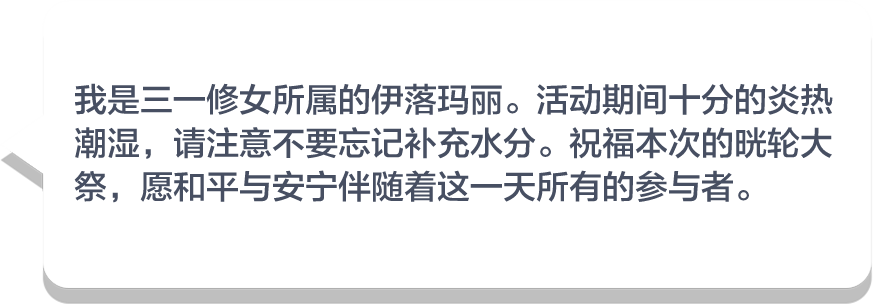 我是三一修女所属的伊落玛丽。活动期间十分的炎热
潮湿，请注意不要忘记补充水分。祝福本次的晄轮大
祭，愿和平与安宁伴随着这一天所有的参与者。